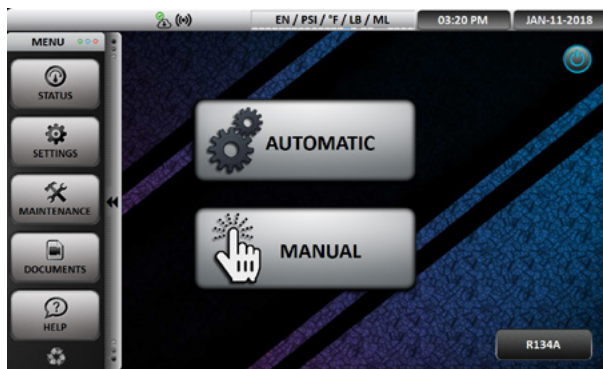 EN / PSI / °F / LB / ML
03:20 PM
JAN-11-2018
MENU
STATUS
SETTINGS
MAINTENANCE
DOCUMENTS
HELP
AUTOMATIC
MANUAL
R134A